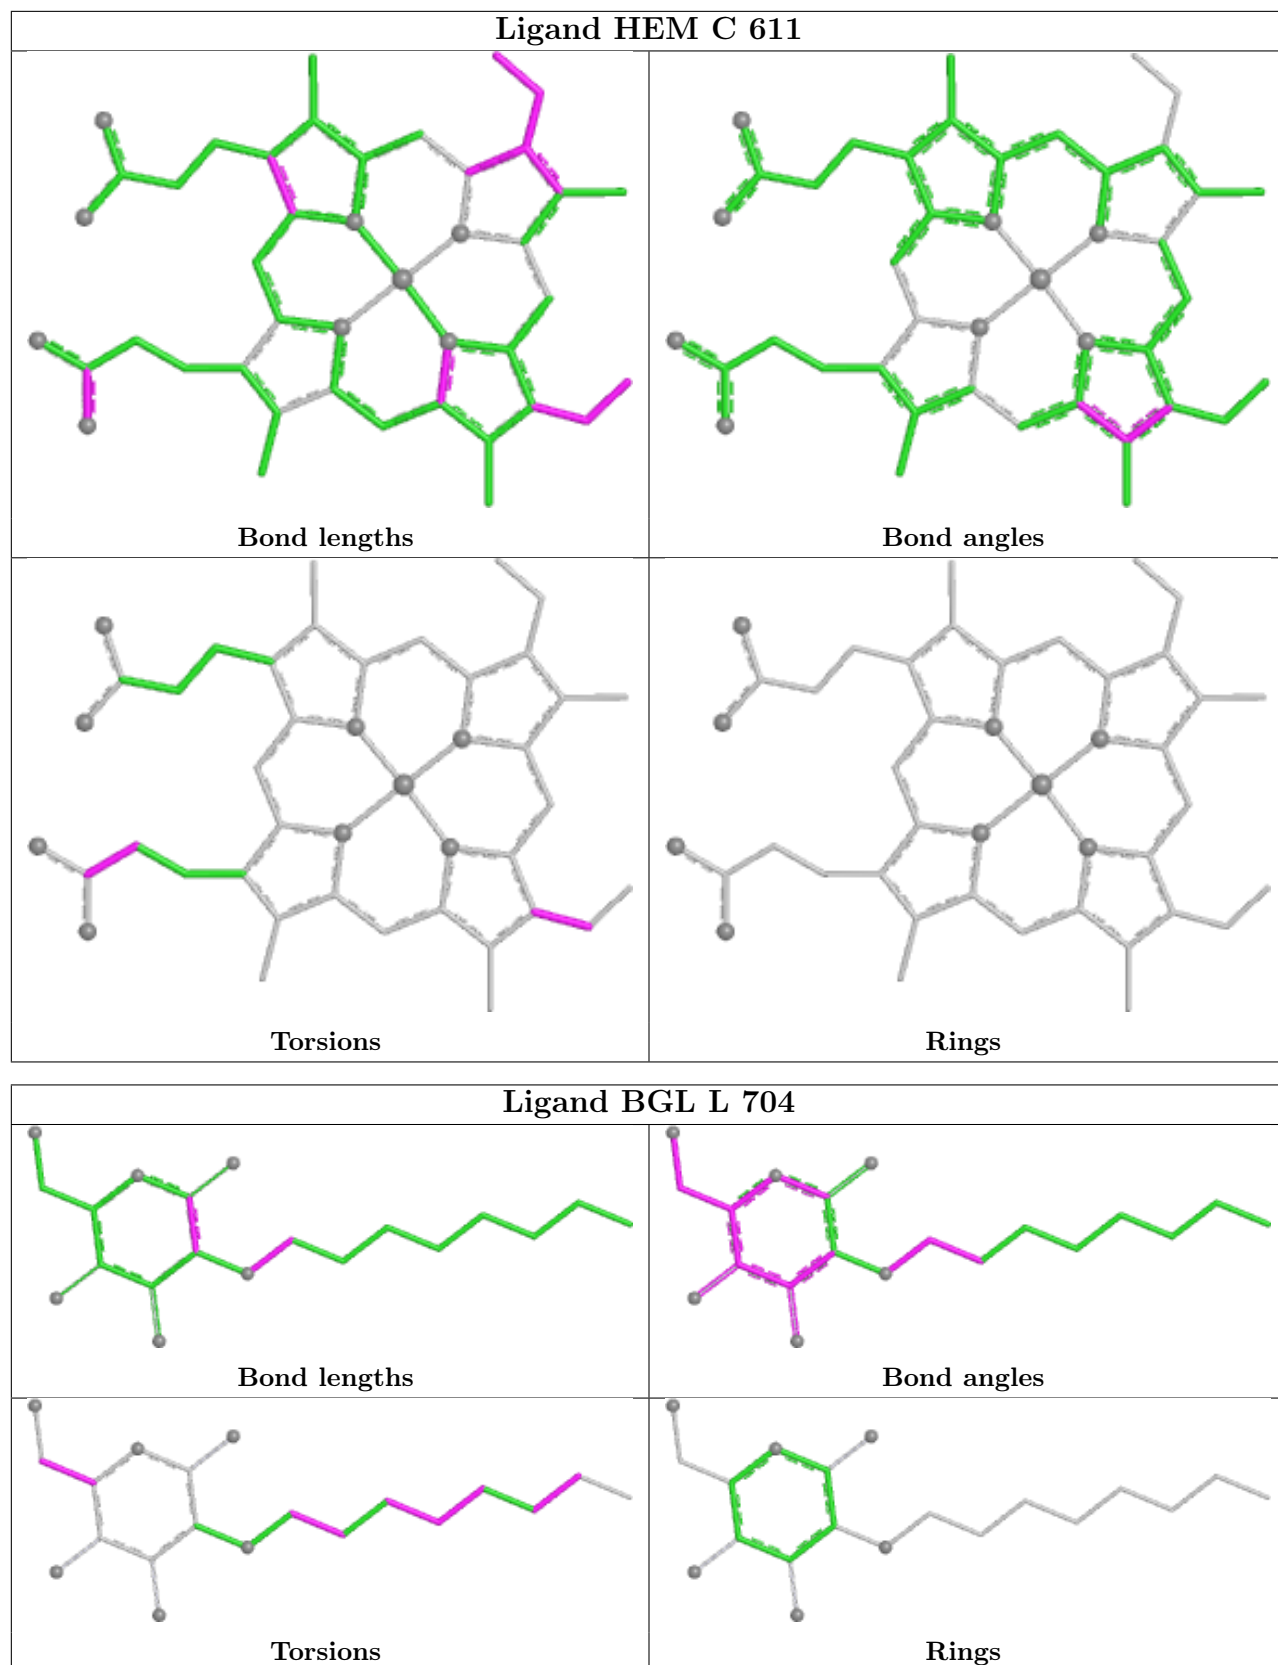 Ligand HEM C 611
Bond lengths
Bond angles
Torsions
Rings
Ligand BGL L 704
Bond lengths
Bond angles
Torsions
Rings